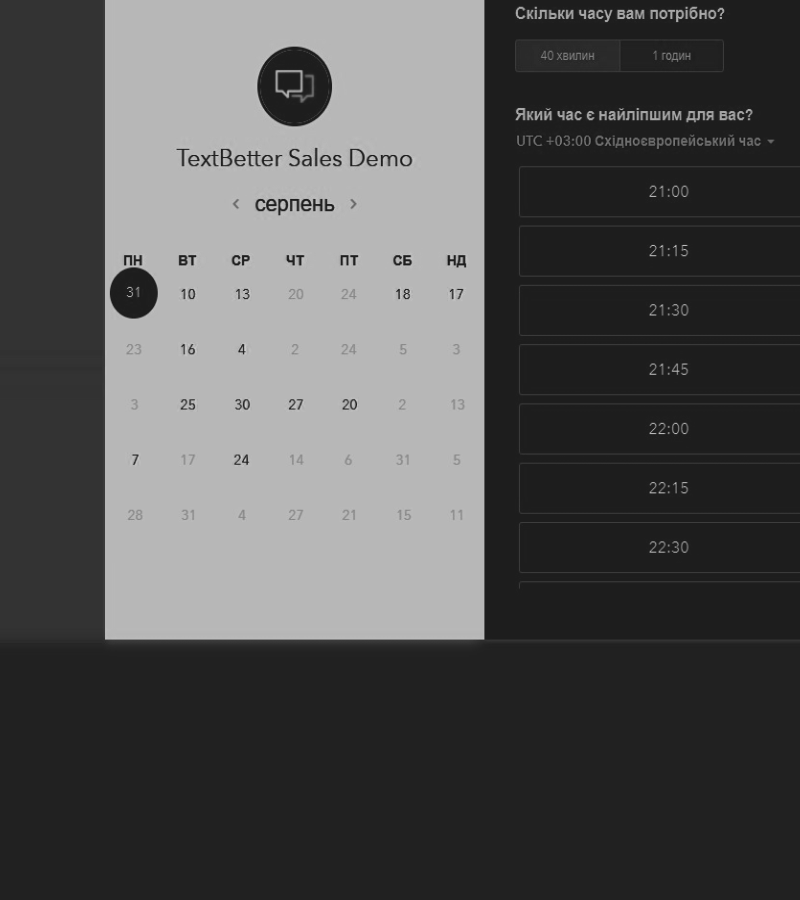 TextBetter Sales Demo
‹ серпень ›
ПН ВТ СР ЧТ ПТ СБ НД
31 10 13 20 24 18 17
23 16 4 2 24 5 3
3 25 30 27 20 2 13
7 17 24 14 6 31 5
28 31 4 27 21 15 11
Скільки часу вам потрібно?
40 хвилин 1 годин
Який час є найліпшим для вас?
UTC +03:00 Східноєвропейський час
21:00
21:15
21:30
21:45
22:00
22:15
22:30